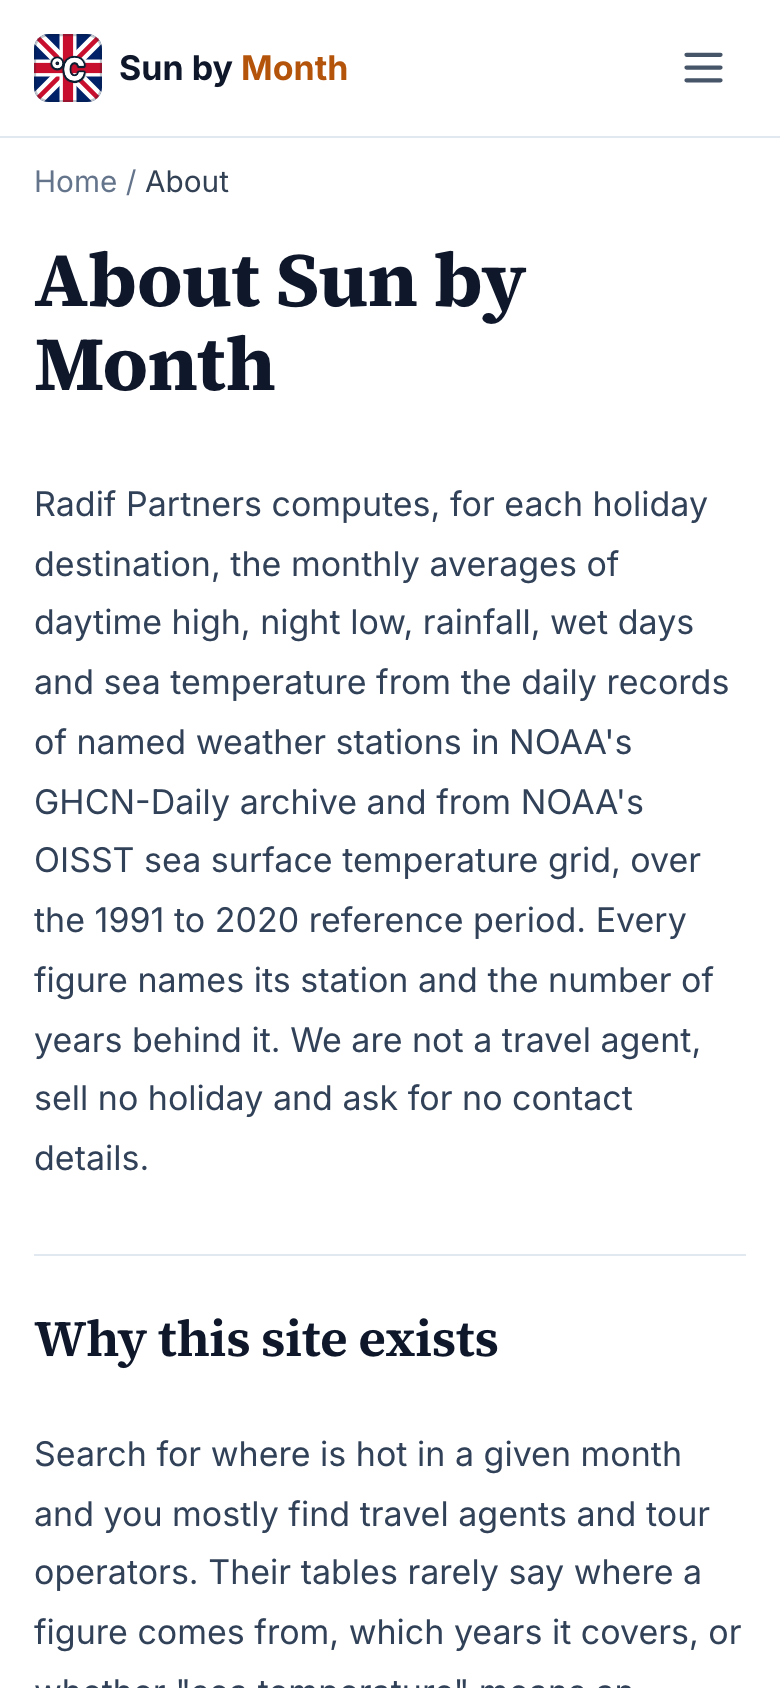 °C
Sun by Month
Home / About
About Sun by
Month
Radif Partners computes, for each holiday
destination, the monthly averages of
daytime high, night low, rainfall, wet days
and sea temperature from the daily records
of named weather stations in NOAA's
GHCN-Daily archive and from NOAA's
OISST sea surface temperature grid, over
the 1991 to 2020 reference period. Every
figure names its station and the number of
years behind it. We are not a travel agent,
sell no holiday and ask for no contact
details.
Why this site exists
Search for where is hot in a given month
and you mostly find travel agents and tour
operators. Their tables rarely say where a
figure comes from, which years it covers, or
whether "sea temperature" means an